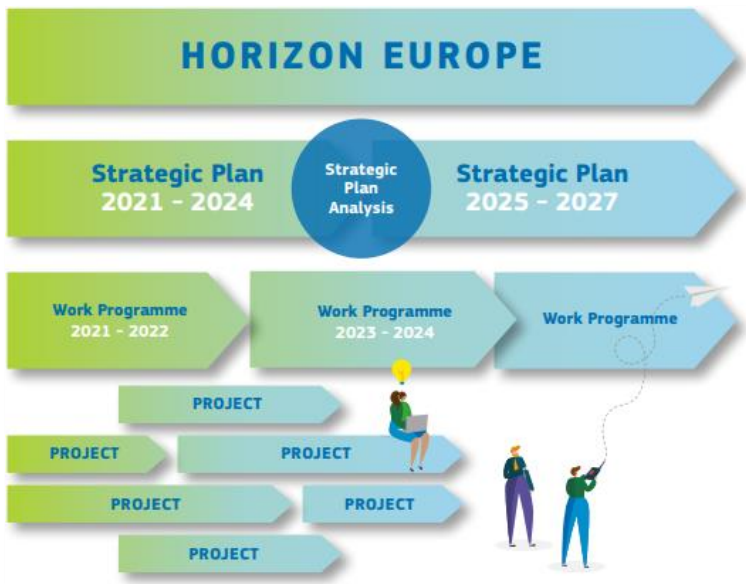 HORIZON EUROPE
Strategic Plan
2021 - 2024
Strategic
Plan
Analysis
Strategic Plan
2025 - 2027
Work Programme
2021 - 2022
Work Programme
2023 - 2024
Work Programme
PROJECT
PROJECT
PROJECT
PROJECT
PROJECT
PROJECT